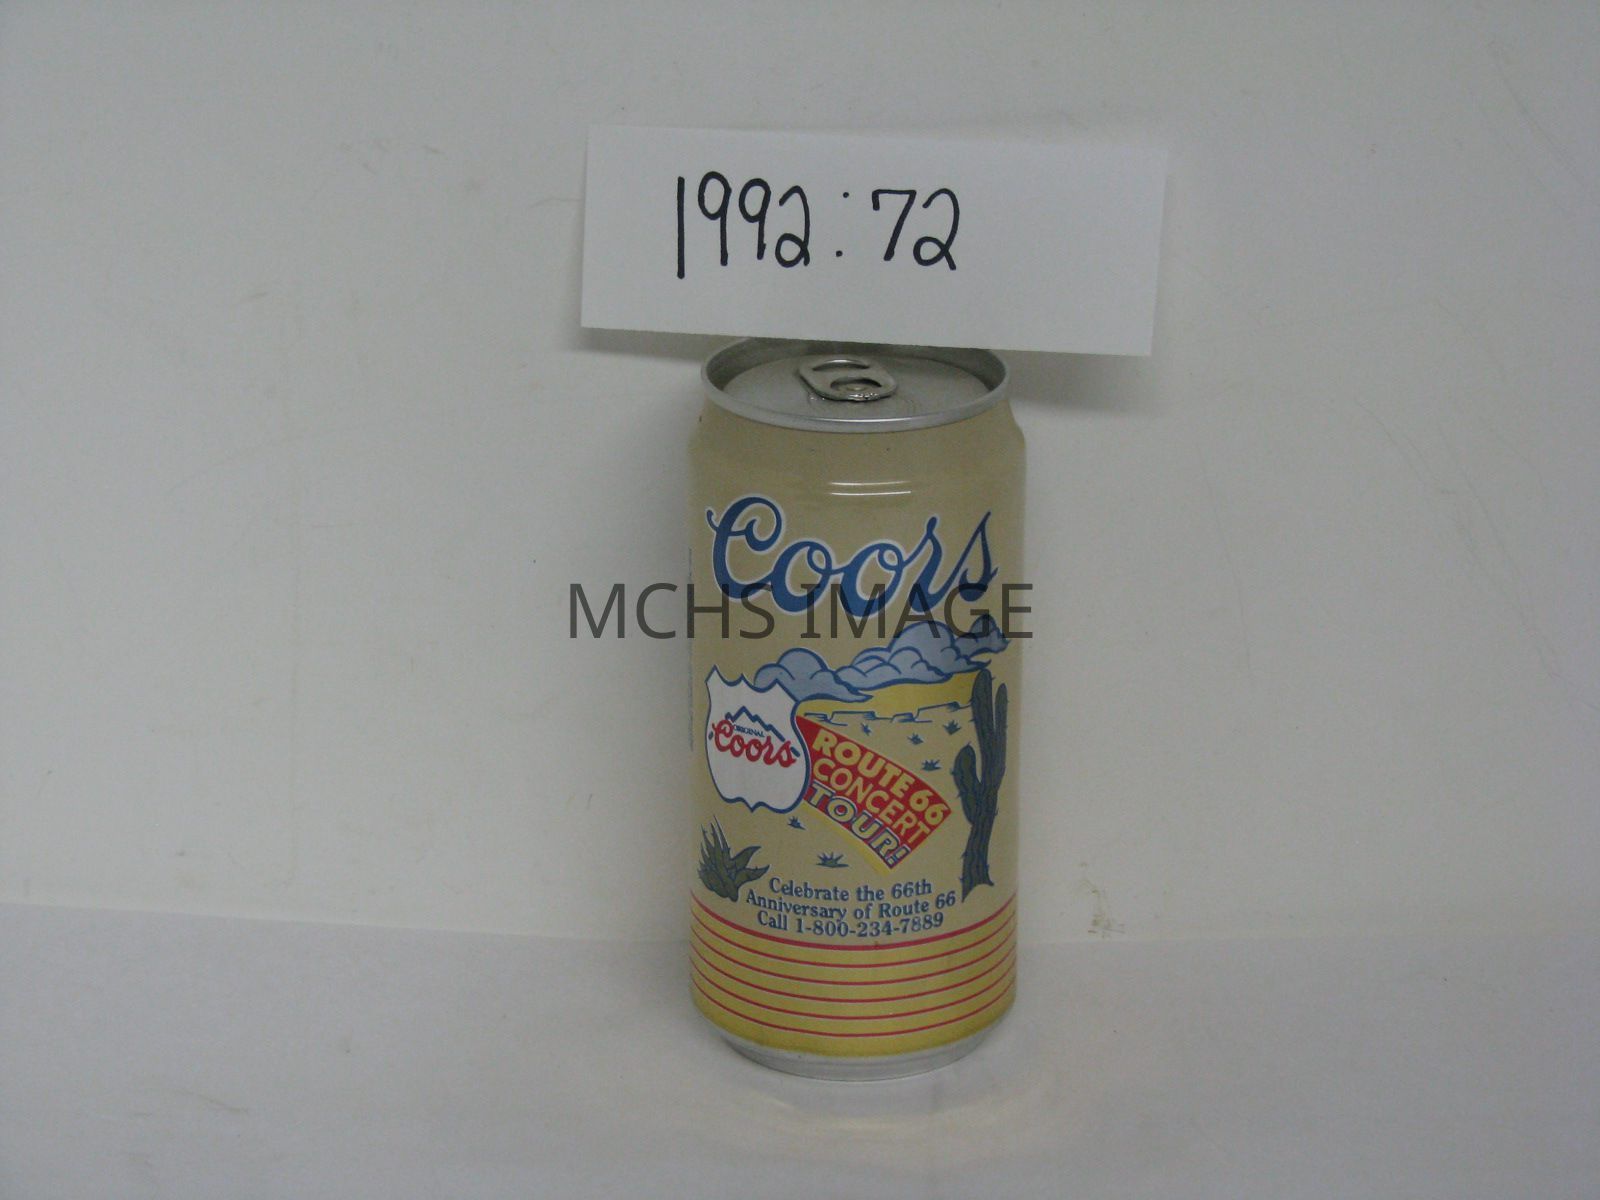 1992:72
Coors
MCHS IMAGE
ORIGINAL
Coors
ROUTE 66
CONCERT
TOUR!
Celebrate the 66th
Anniversary of Route 66
Call 1-800-234-7889